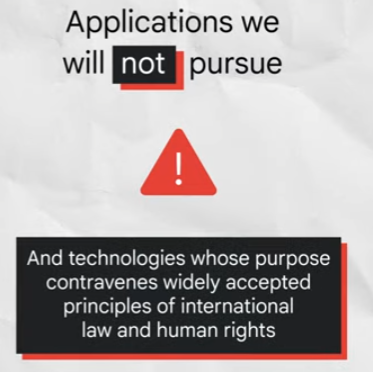 Applications we
will not pursue
!
And technologies whose purpose
contravenes widely accepted
principles of international
law and human rights